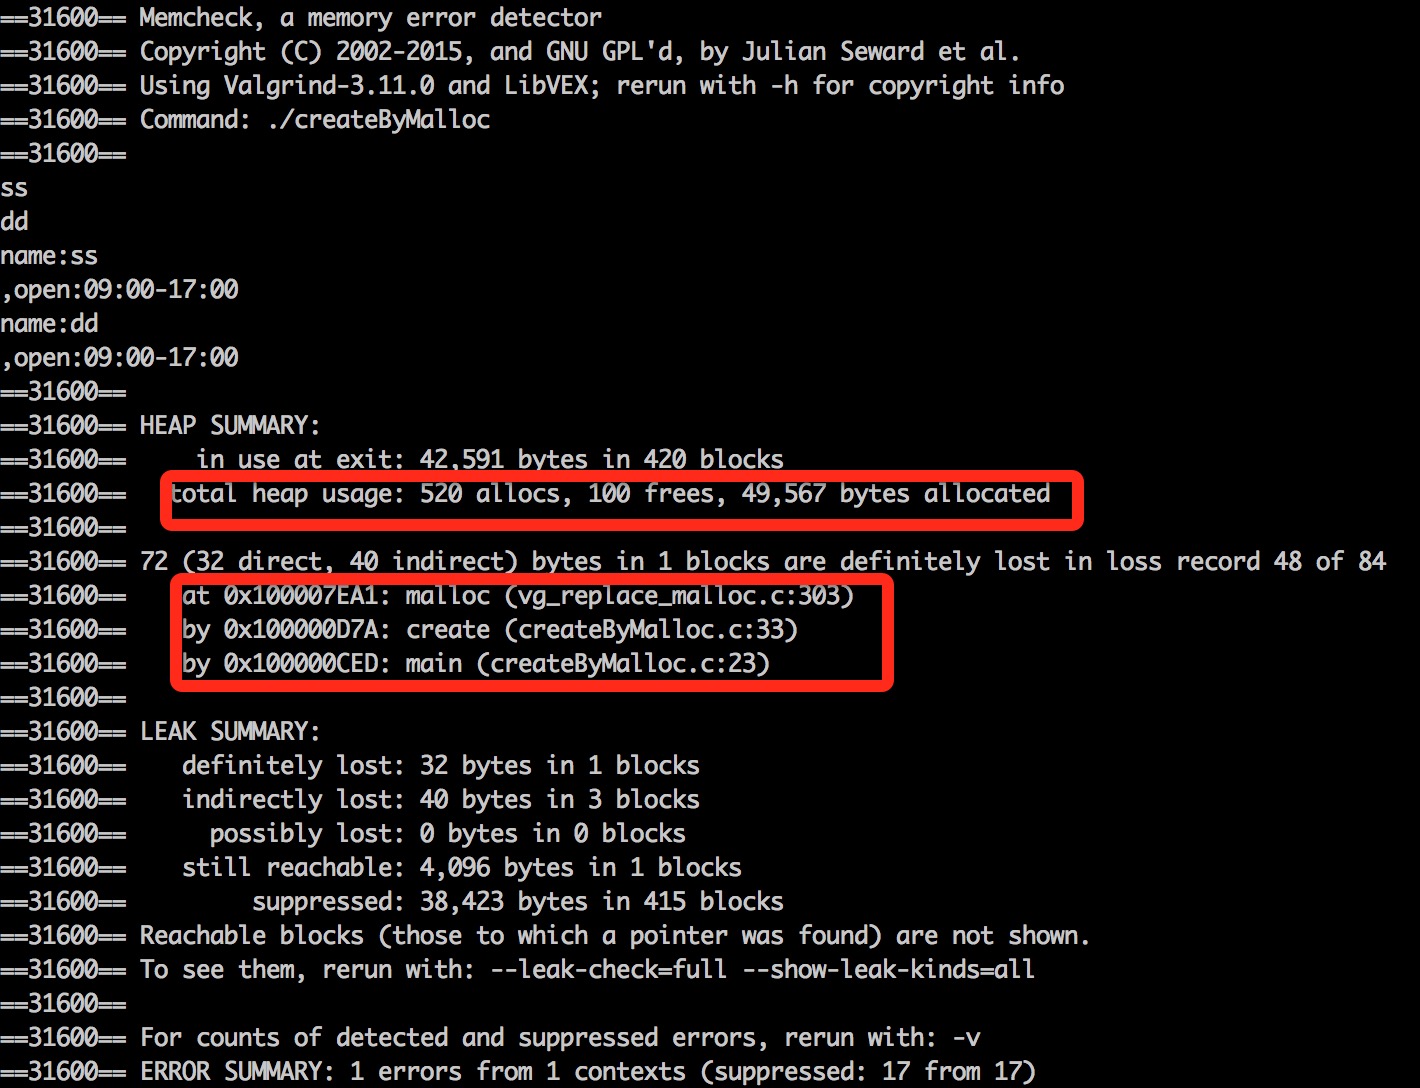 ==31600== Memcheck, a memory error detector
==31600== Copyright (C) 2002-2015, and GNU GPL'd, by Julian Seward et al.
==31600== Using Valgrind-3.11.0 and LibVEX; rerun with -h for copyright info
==31600== Command: ./createByMalloc
==31600==
ss
dd
name:ss
,open:09:00-17:00
name:dd
,open:09:00-17:00
==31600==
==31600== HEAP SUMMARY:
==31600==     in use at exit: 42,591 bytes in 420 blocks
==31600==   total heap usage: 520 allocs, 100 frees, 49,567 bytes allocated
==31600==
==31600== 72 (32 direct, 40 indirect) bytes in 1 blocks are definitely lost in loss record 48 of 84
==31600==    at 0x100007EA1: malloc (vg_replace_malloc.c:303)
==31600==    by 0x100000D7A: create (createByMalloc.c:33)
==31600==    by 0x100000CED: main (createByMalloc.c:23)
==31600==
==31600== LEAK SUMMARY:
==31600==    definitely lost: 32 bytes in 1 blocks
==31600==    indirectly lost: 40 bytes in 3 blocks
==31600==      possibly lost: 0 bytes in 0 blocks
==31600==    still reachable: 4,096 bytes in 1 blocks
==31600==         suppressed: 38,423 bytes in 415 blocks
==31600== Reachable blocks (those to which a pointer was found) are not shown.
==31600== To see them, rerun with: --leak-check=full --show-leak-kinds=all
==31600==
==31600== For counts of detected and suppressed errors, rerun with: -v
==31600== ERROR SUMMARY: 1 errors from 1 contexts (suppressed: 17 from 17)